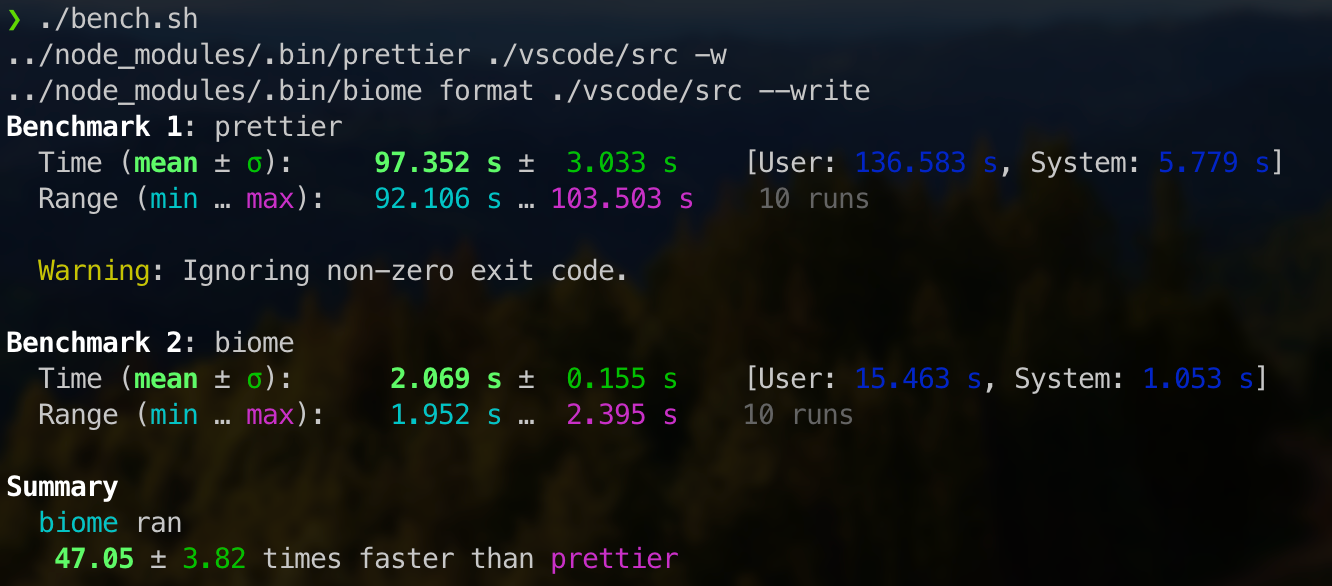 ❯ ./bench.sh
../node_modules/.bin/prettier ./vscode/src -w
../node_modules/.bin/biome format ./vscode/src --write
Benchmark 1: prettier
Time (mean ± σ): 97.352 s ± 3.033 s [User: 136.583 s, System: 5.779 s]
Range (min … max): 92.106 s … 103.503 s 10 runs
Warning: Ignoring non-zero exit code.
Benchmark 2: biome
Time (mean ± σ): 2.069 s ± 0.155 s [User: 15.463 s, System: 1.053 s]
Range (min … max): 1.952 s … 2.395 s 10 runs
Summary
biome ran
47.05 ± 3.82 times faster than prettier